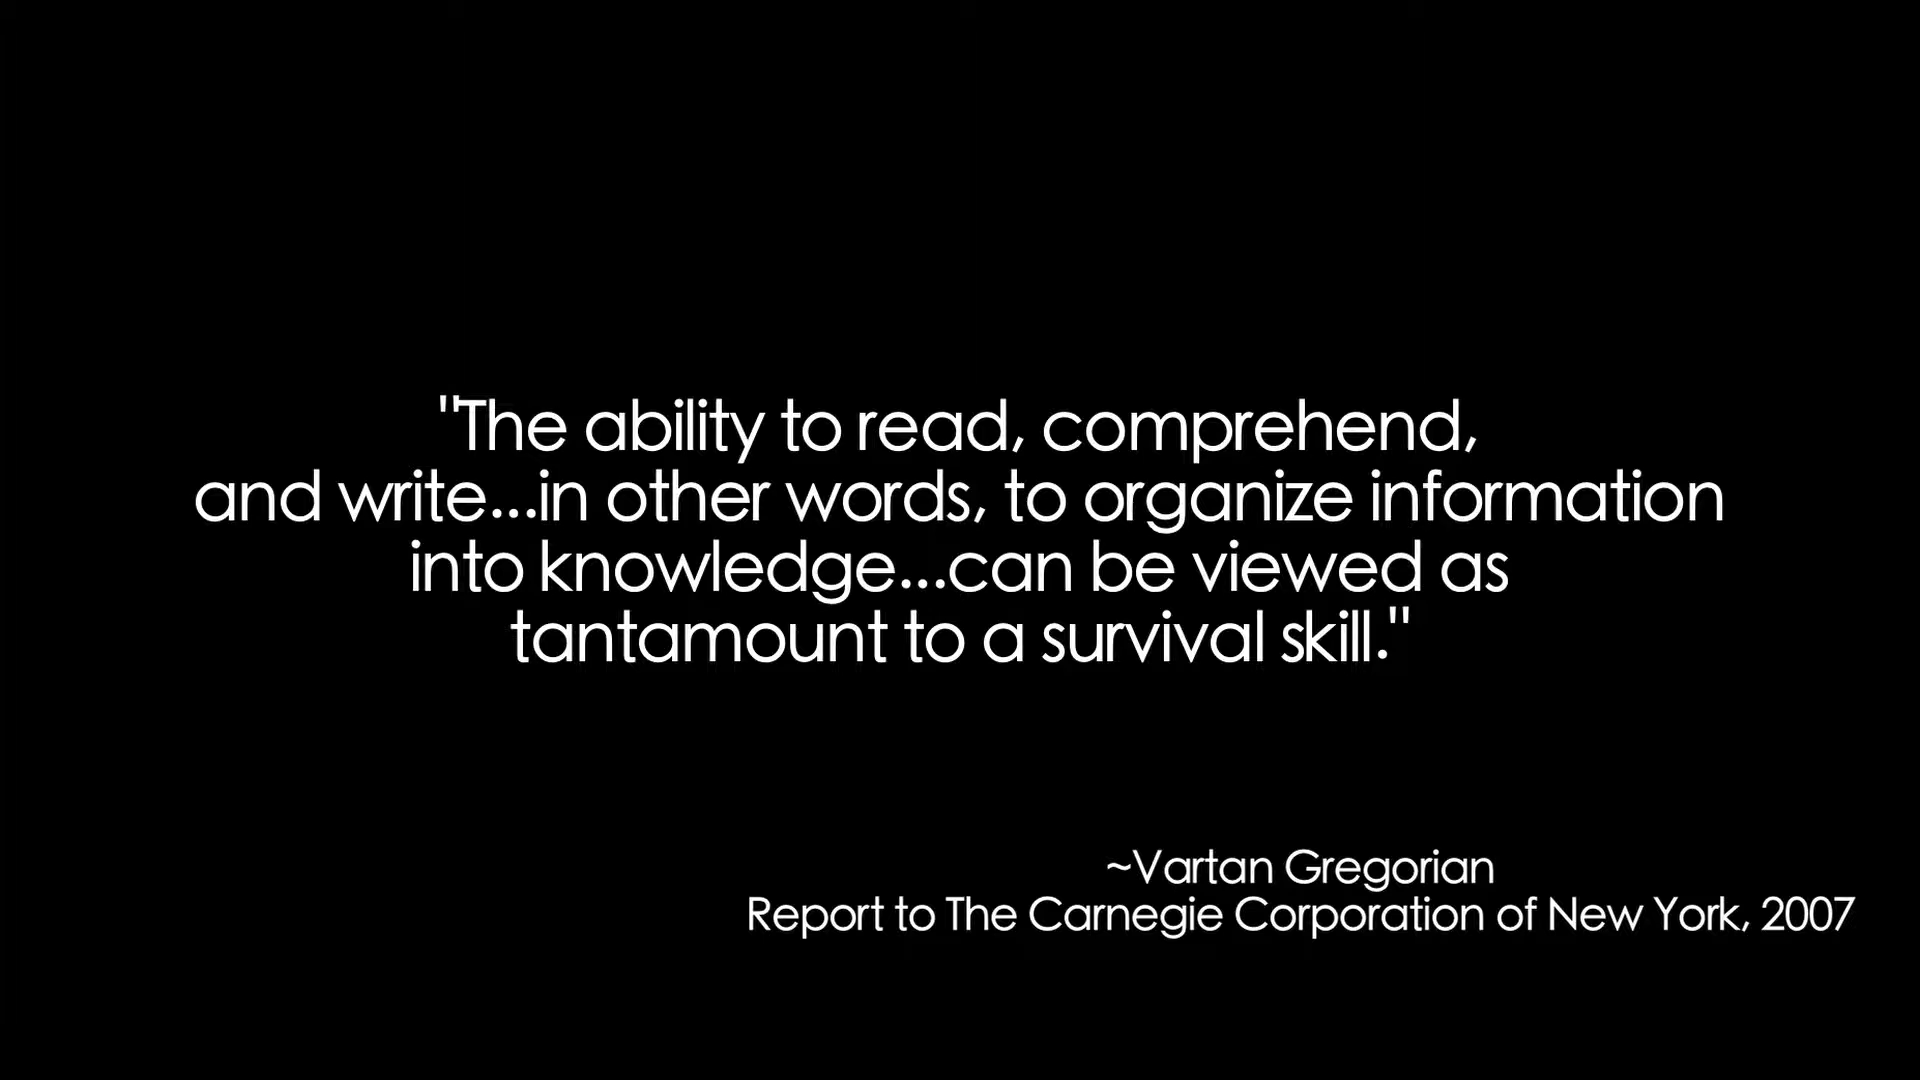 "The ability to read, comprehend,
and write...in other words, to organize information
into knowledge...can be viewed as
tantamount to a survival skill."
~Vartan Gregorian
Report to The Carnegie Corporation of New York, 2007